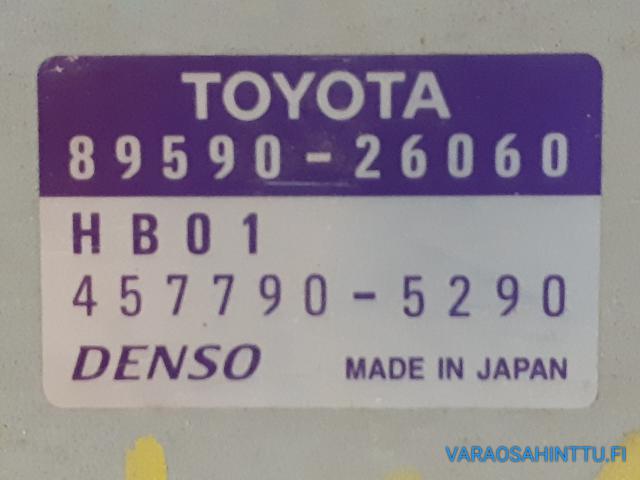 TOYOTA
89590-26060
HB01
457790-5290
DENSO MADE IN JAPAN
VARAOSAHINTTU.FI